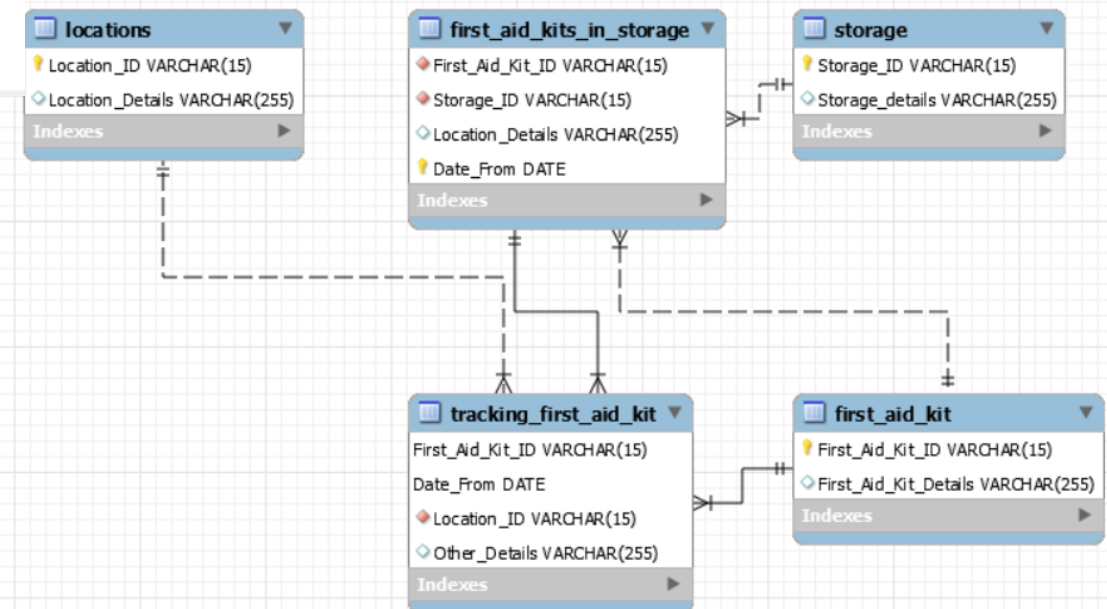 locations
Location_ID VARCHAR(15)
Location_Details VARCHAR(255)
Indexes
first_aid_kits_in_storage
First_Aid_Kit_ID VARCHAR(15)
Storage_ID VARCHAR(15)
Location_Details VARCHAR(255)
Date_From DATE
Indexes
storage
Storage_ID VARCHAR(15)
Storage_details VARCHAR(255)
Indexes
tracking_first_aid_kit
First_Aid_Kit_ID VARCHAR(15)
Date_From DATE
Location_ID VARCHAR(15)
Other_Details VARCHAR(255)
Indexes
first_aid_kit
First_Aid_Kit_ID VARCHAR(15)
First_Aid_Kit_Details VARCHAR(255)
Indexes